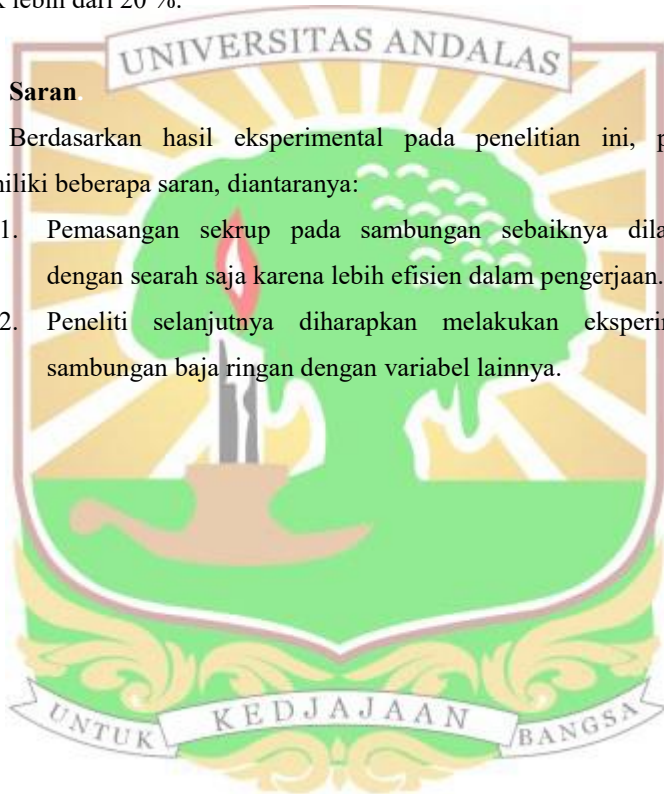 lebih dari 20 %.
UNIVERSITAS ANDALAS
Saran
Berdasarkan hasil eksperimental pada penelitian ini, p
miliki beberapa saran, diantaranya:
1. Pemasangan sekrup pada sambungan sebaiknya dila
dengan searah saja karena lebih efisien dalam pengerjaan.
2. Peneliti selanjutnya diharapkan melakukan eksperi
sambungan baja ringan dengan variabel lainnya.
UNTUK KEDJAJAAN BANGSA